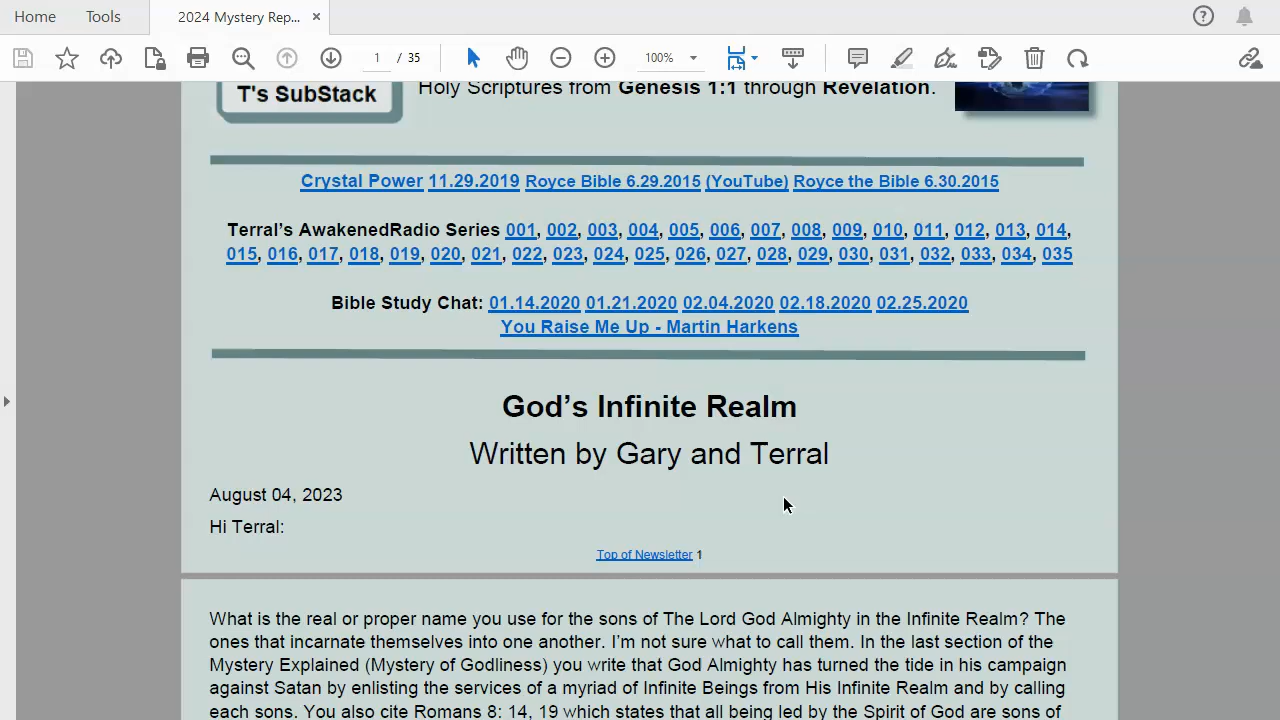 Home Tools 2024 Mystery Rep... ×
1 / 35 100%
T's SubStack
Holy Scriptures from Genesis 1:1 through Revelation.
Crystal Power 11.29.2019 Royce Bible 6.29.2015 (YouTube) Royce the Bible 6.30.2015
Terral's AwakenedRadio Series 001, 002, 003, 004, 005, 006, 007, 008, 009, 010, 011, 012, 013, 014,
015, 016, 017, 018, 019, 020, 021, 022, 023, 024, 025, 026, 027, 028, 029, 030, 031, 032, 033, 034, 035
Bible Study Chat: 01.14.2020 01.21.2020 02.04.2020 02.18.2020 02.25.2020
You Raise Me Up - Martin Harkens
God's Infinite Realm
Written by Gary and Terral
August 04, 2023
Hi Terral:
Top of Newsletter 1
What is the real or proper name you use for the sons of The Lord God Almighty in the Infinite Realm? The
ones that incarnate themselves into one another. I'm not sure what to call them. In the last section of the
Mystery Explained (Mystery of Godliness) you write that God Almighty has turned the tide in his campaign
against Satan by enlisting the services of a myriad of Infinite Beings from His Infinite Realm and by calling
each sons. You also cite Romans 8: 14, 19 which states that all being led by the Spirit of God are sons of